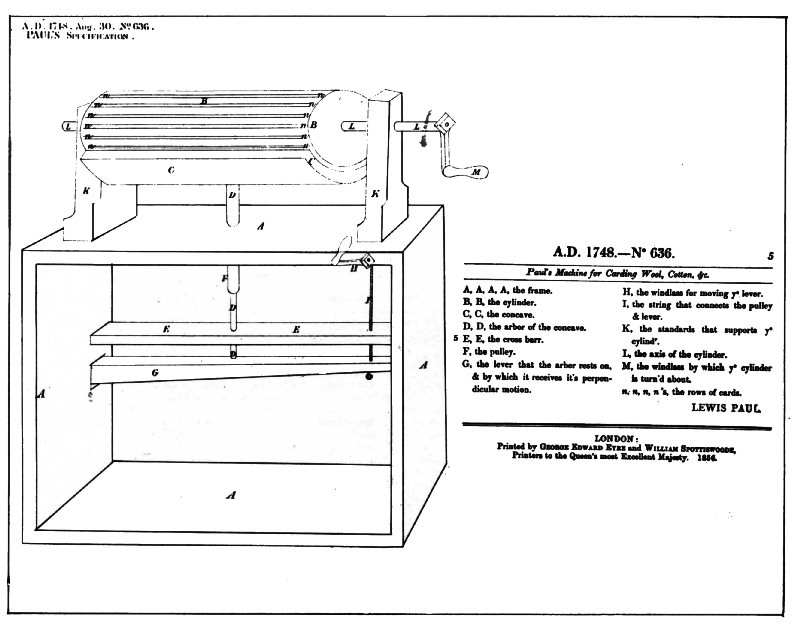 A.D. 1748. Aug. 30. Nº 636.
PAUL'S SPECIFICATION.
B
n
n
n
n
n
n
n
n
n
n
L
B
L
L
C
C
M
K
D
K
A
H
F
I
D
E
E
D
G
A
A
A
A.D. 1748.—Nº 636. 5
Paul's Machine for Carding Wool, Cotton, &c.
A, A, A, A, the frame.
B, B, the cylinder.
C, C, the concave.
D, D, the arbor of the concave.
5 E, E, the cross barr.
F, the pulley.
G, the lever that the arbor rests on,
& by which it receives it's perpen-
dicular motion.
H, the windlass for moving yᵉ lever.
I, the string that connects the pulley
& lever.
K, the standards that supports yᵉ
cylindʳ.
L, the axis of the cylinder.
M, the windlass by which yᵉ cylinder
is turn'd about.
n, n, n, n's, the rows of cards.
LEWIS PAUL.
LONDON:
Printed by GEORGE EDWARD EYRE and WILLIAM SPOTTISWOODE,
Printers to the Queen's most Excellent Majesty. 1856.